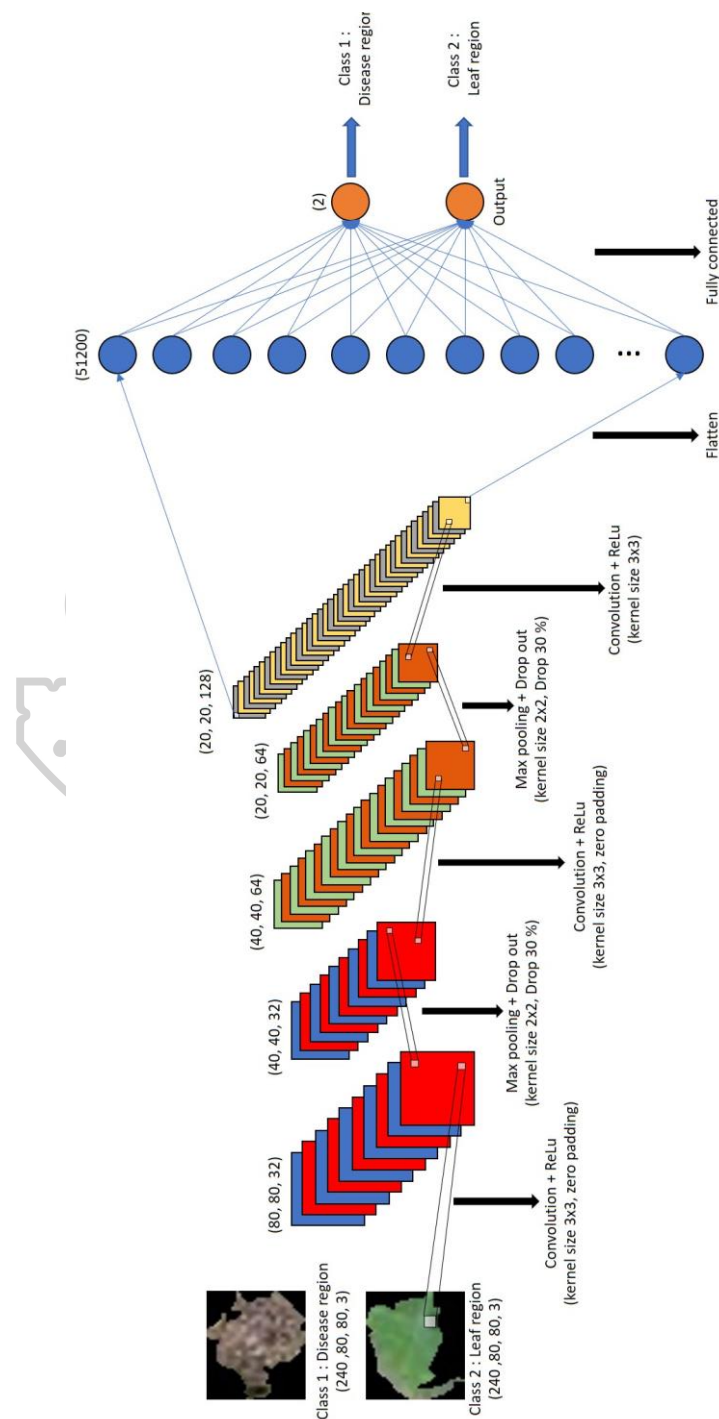 Class 1 : Disease region
(240 ,80, 80, 3)
Class 2 : Leaf region
(240 ,80, 80, 3)
(80, 80, 32)
Convolution + ReLu
(kernel size 3x3, zero padding)
(40, 40, 32)
Max pooling + Drop out
(kernel size 2x2, Drop 30 %)
(40, 40, 64)
Convolution + ReLu
(kernel size 3x3, zero padding)
(20, 20, 64)
Max pooling + Drop out
(kernel size 2x2, Drop 30 %)
(20, 20, 128)
Convolution + ReLu
(kernel size 3x3)
(51200)
Flatten
(2)
Output
Fully connected
Class 1 :
Disease region
Class 2 :
Leaf region